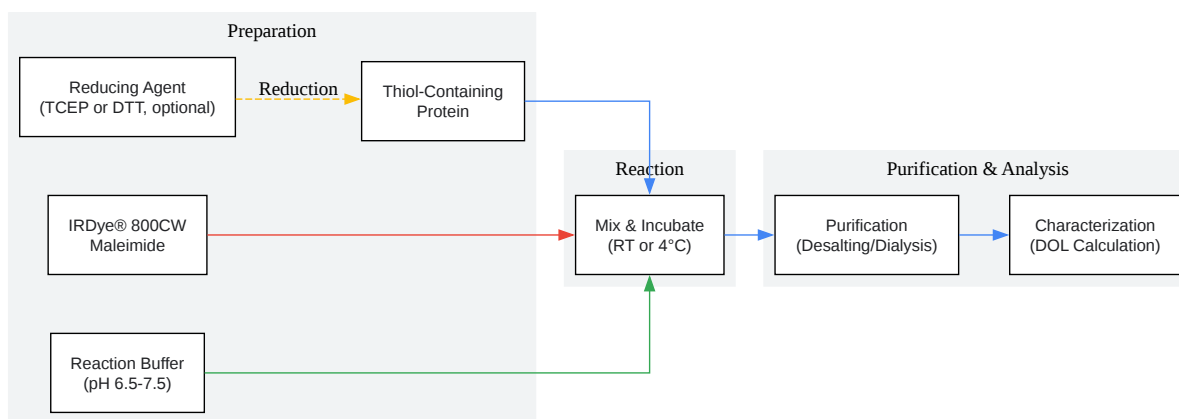 Preparation
Reducing Agent
(TCEP or DTT, optional)
Reduction
Thiol-Containing
Protein
IRDye® 800CW
Maleimide
Reaction Buffer
(pH 6.5-7.5)
Reaction
Mix & Incubate
(RT or 4°C)
Purification & Analysis
Purification
(Desalting/Dialysis)
Characterization
(DOL Calculation)